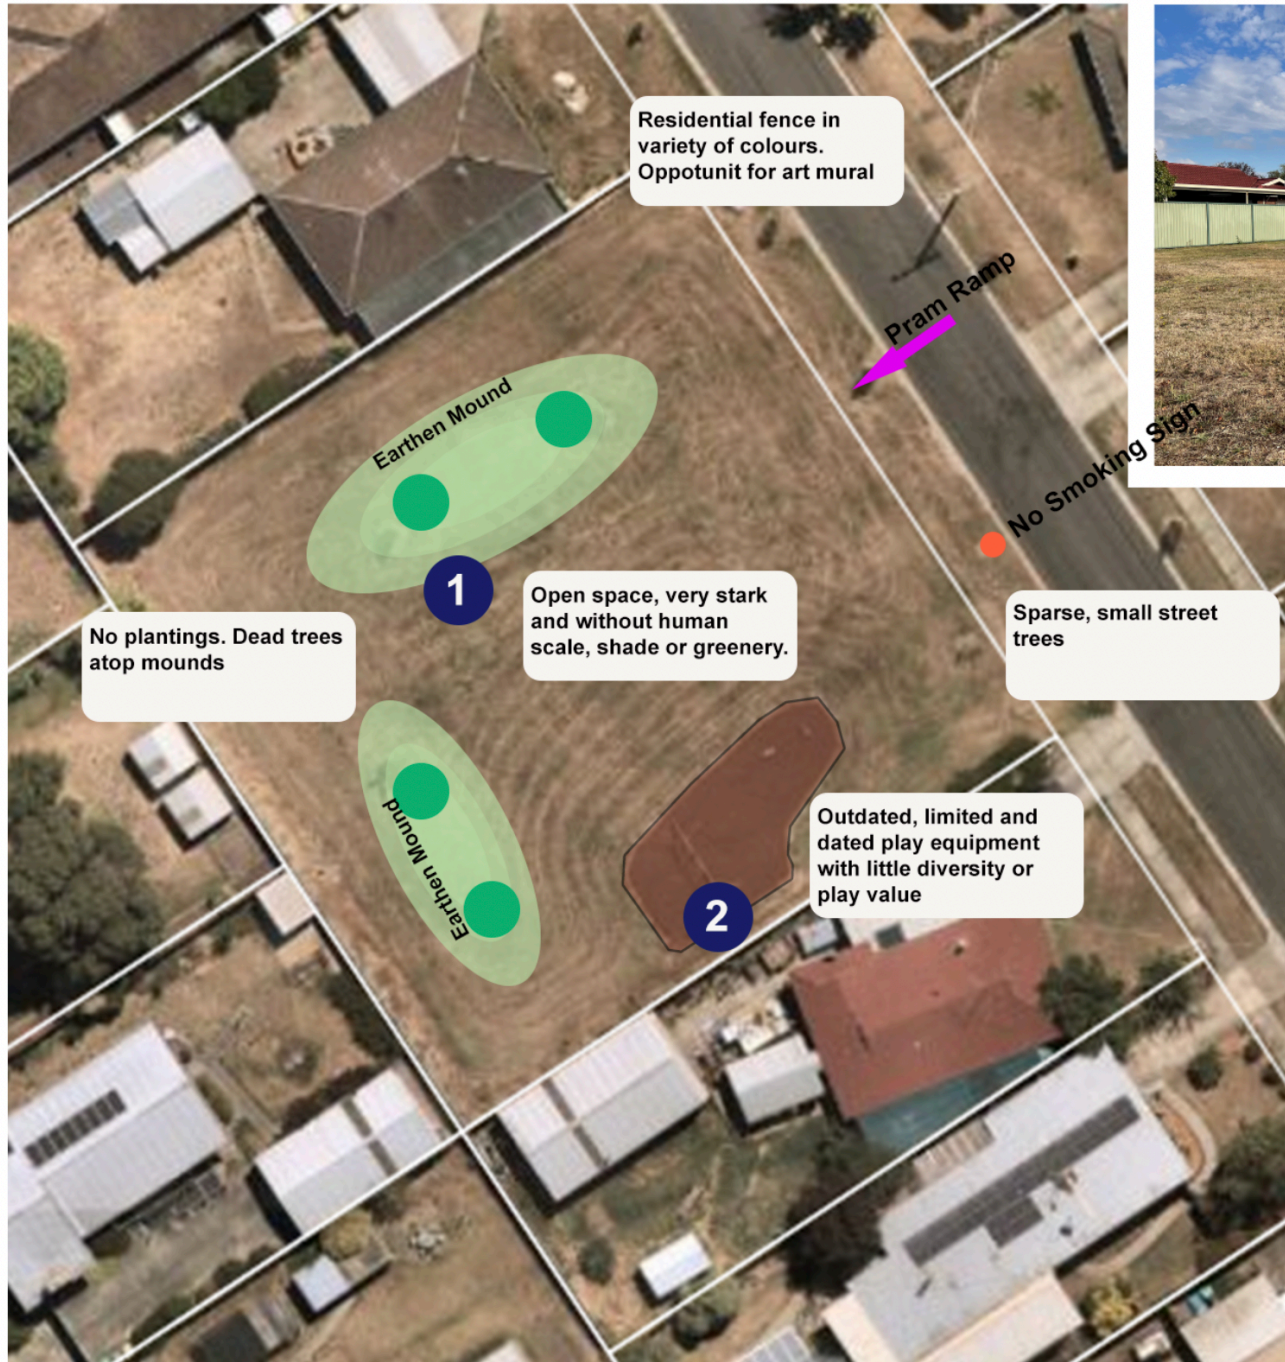 Residential fence in
variety of colours.
Oppotunit for art mural
Pram Ramp
Earthen Mound
No Smoking Sign
1
Open space, very stark
and without human
scale, shade or greenery.
Sparse, small street
trees
No plantings. Dead trees
atop mounds
Earthen Mound
Outdated, limited and
dated play equipment
with little diversity or
play value
2